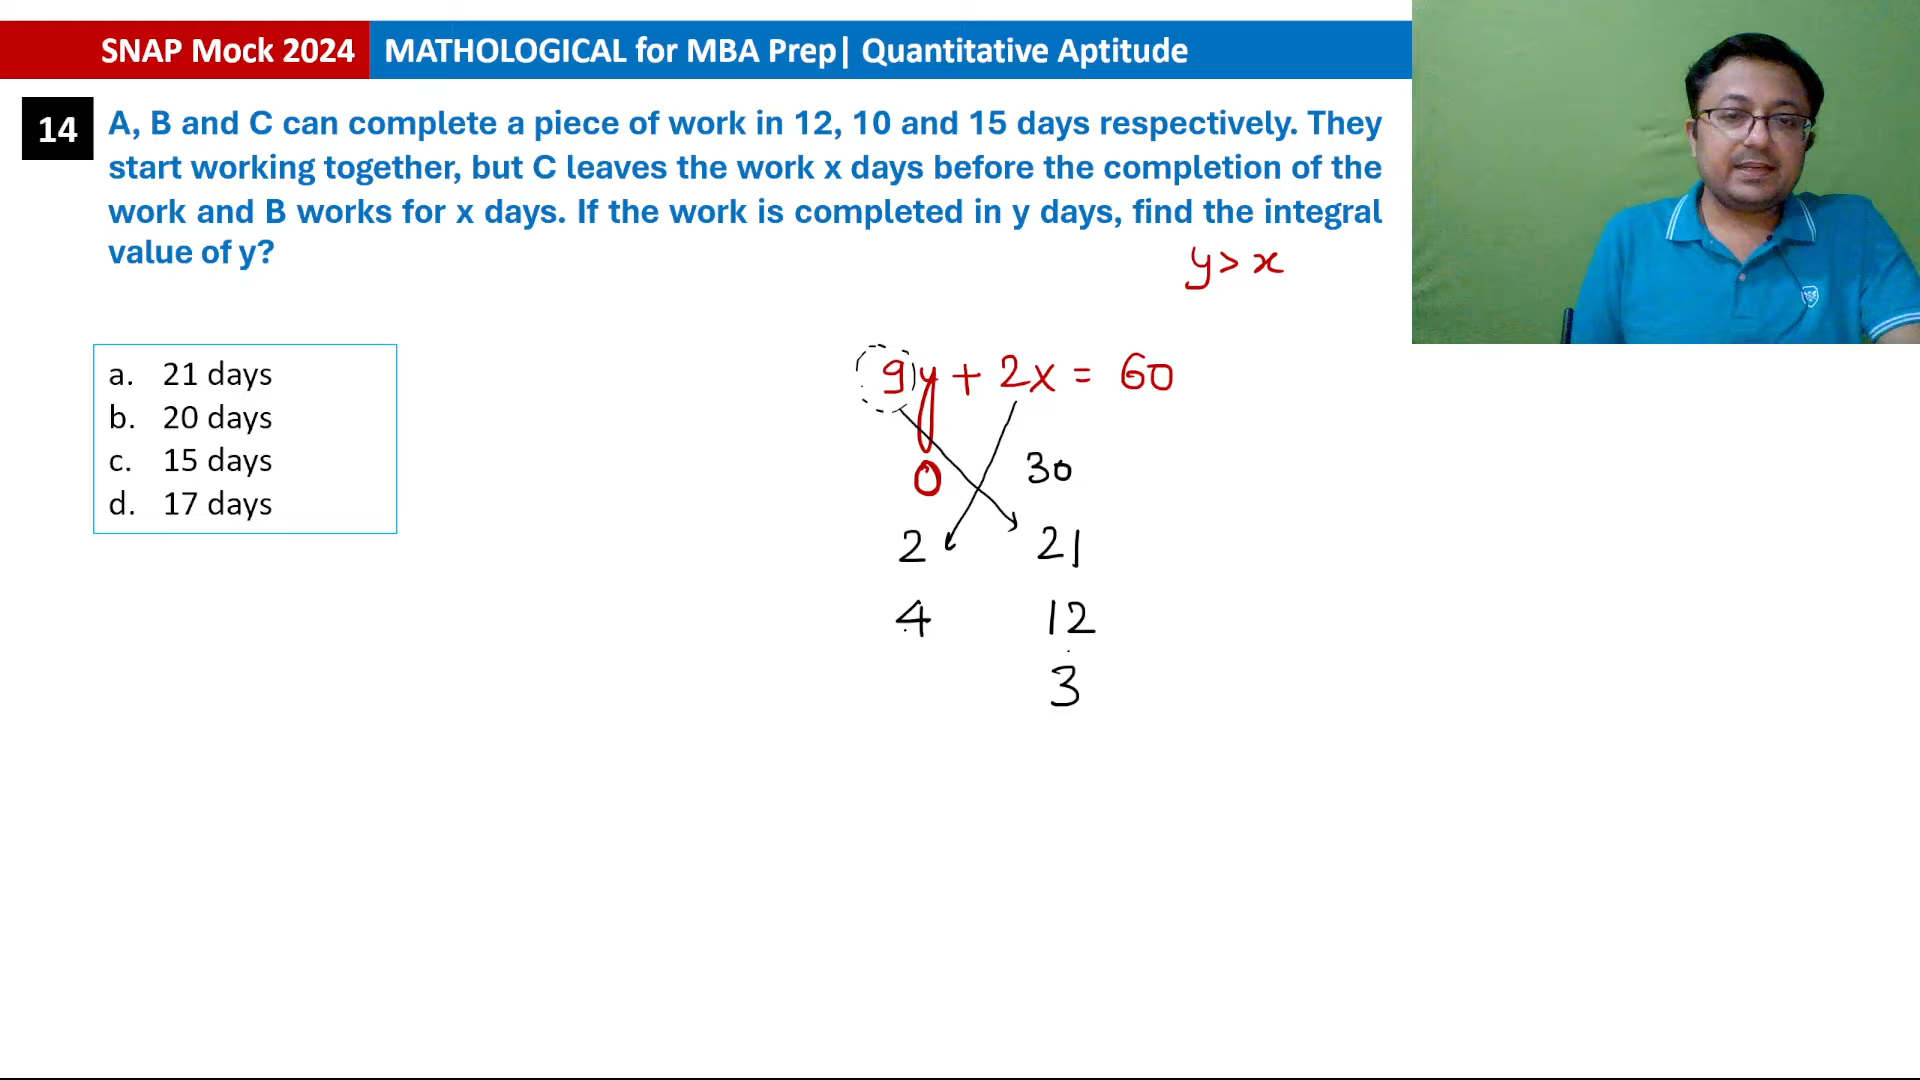 SNAP Mock 2024 MATHOLOGICAL for MBA Prep| Quantitative Aptitude
14 A, B and C can complete a piece of work in 12, 10 and 15 days respectively. They
start working together, but C leaves the work x days before the completion of the
work and B works for x days. If the work is completed in y days, find the integral
value of y?
y > x
a. 21 days
b. 20 days
c. 15 days
d. 17 days
9y + 2x = 60
0 30
2 21
4 12
3